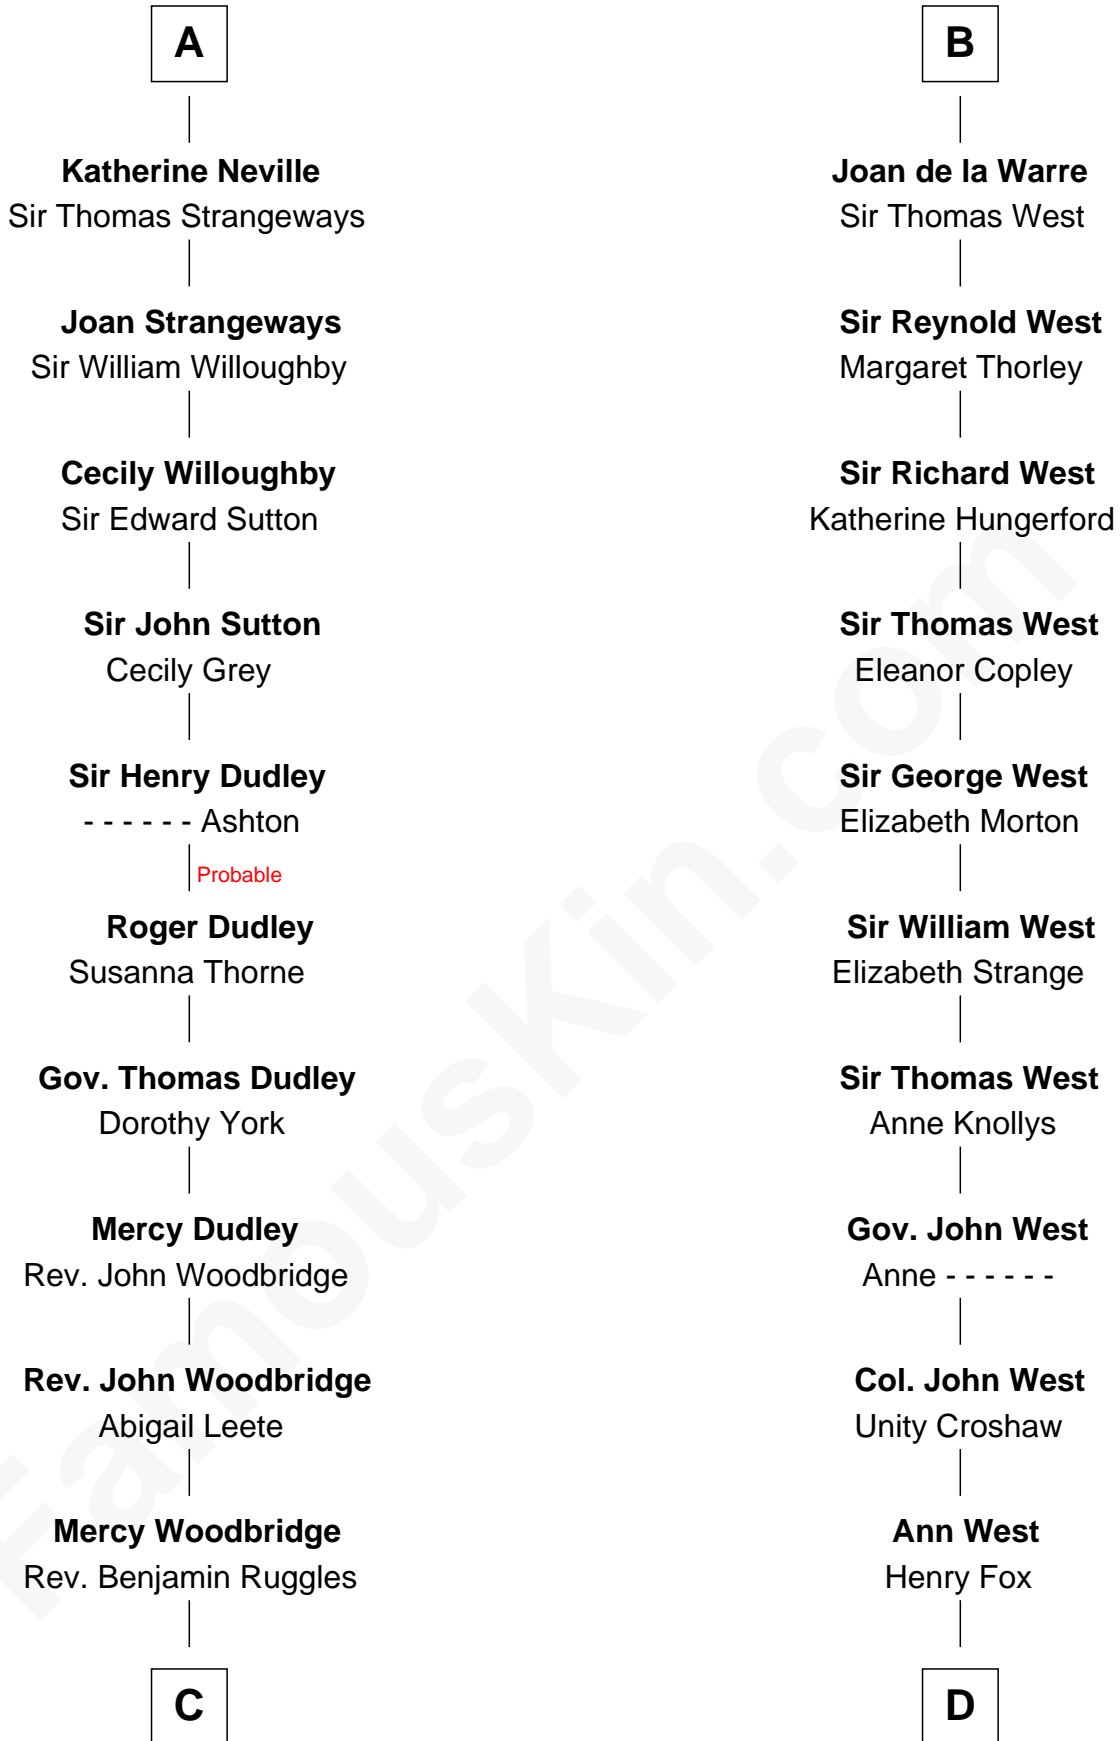 A
Katherine Neville
Sir Thomas Strangeways
Joan Strangeways
Sir William Willoughby
Cecily Willoughby
Sir Edward Sutton
Sir John Sutton
Cecily Grey
Sir Henry Dudley
- - - - - - Ashton
Probable
Roger Dudley
Susanna Thorne
Gov. Thomas Dudley
Dorothy York
Mercy Dudley
Rev. John Woodbridge
Rev. John Woodbridge
Abigail Leete
Mercy Woodbridge
Rev. Benjamin Ruggles
C
B
Joan de la Warre
Sir Thomas West
Sir Reynold West
Margaret Thorley
Sir Richard West
Katherine Hungerford
Sir Thomas West
Eleanor Copley
Sir George West
Elizabeth Morton
Sir William West
Elizabeth Strange
Sir Thomas West
Anne Knollys
Gov. John West
Anne - - - - - -
Col. John West
Unity Croshaw
Ann West
Henry Fox
D
FamousKin.com